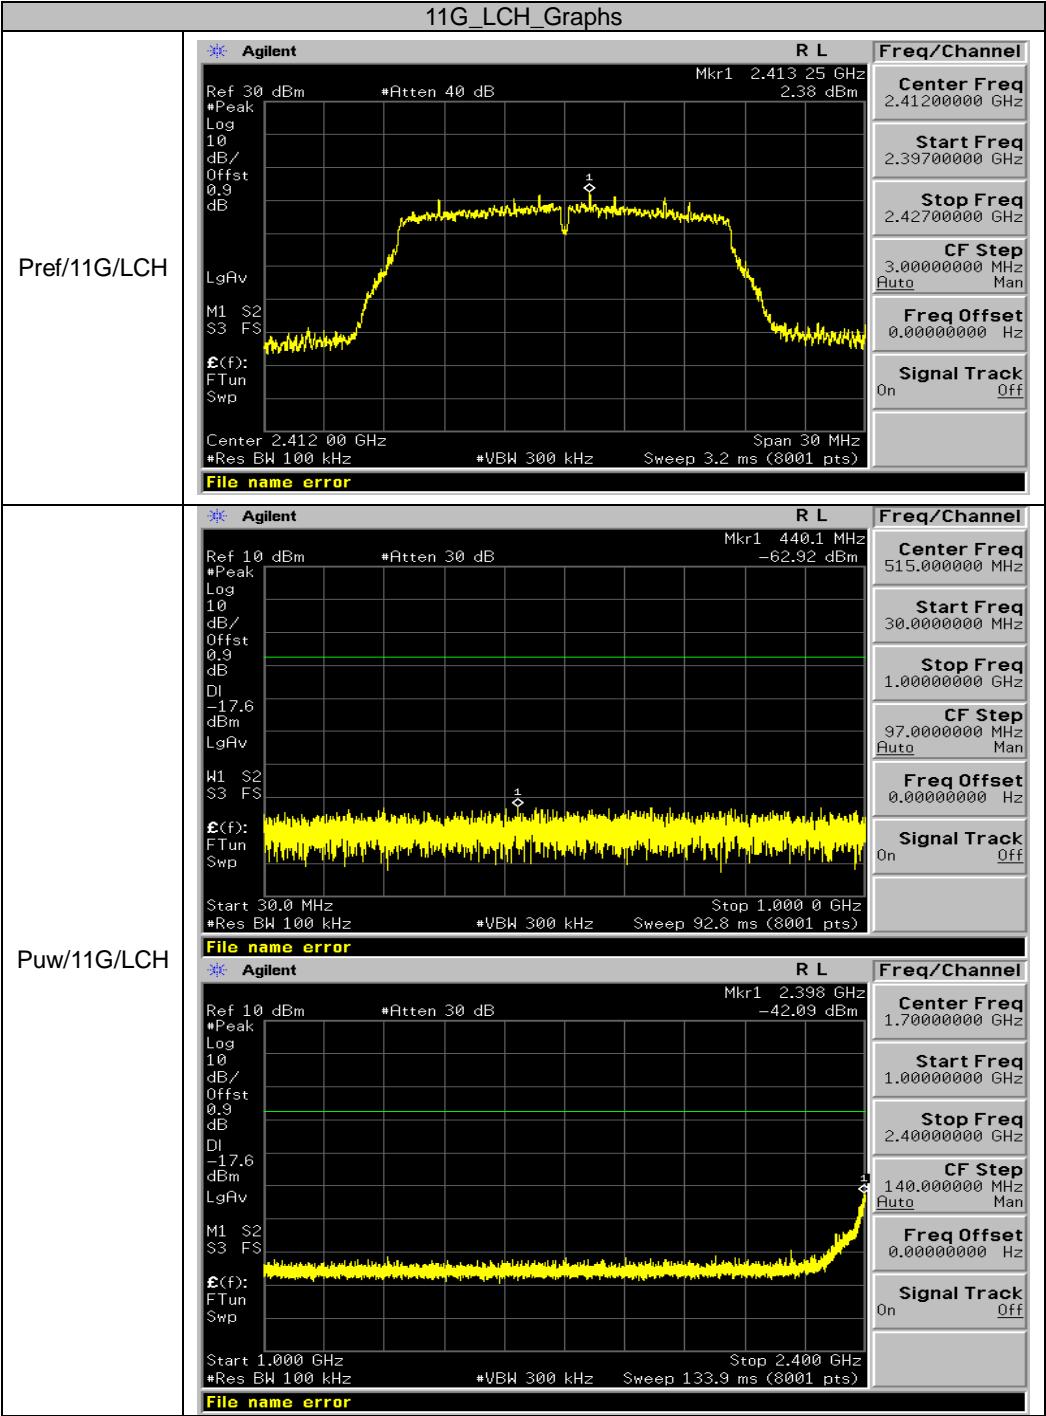 11G_LCH_Graphs
Pref/11G/LCH
Agilent R L Freq/Channel
Mkr1 2.413 25 GHz
Ref 30 dBm #Atten 40 dB 2.38 dBm
#Peak
Log
10
dB/
Offst
0.9
dB
LgAv
M1 S2
S3 FS
£(f):
FTun
Swp
1
Center 2.412 00 GHz Span 30 MHz
#Res BW 100 kHz #VBW 300 kHz Sweep 3.2 ms (8001 pts)
File name error
Center Freq
2.41200000 GHz
Start Freq
2.39700000 GHz
Stop Freq
2.42700000 GHz
CF Step
3.00000000 MHz
Auto Man
Freq Offset
0.00000000 Hz
Signal Track
On Off
Puw/11G/LCH
Agilent R L Freq/Channel
Mkr1 440.1 MHz
Ref 10 dBm #Atten 30 dB -62.92 dBm
#Peak
Log
10
dB/
Offst
0.9
dB
DI
-17.6
dBm
LgAv
W1 S2
S3 FS
£(f):
FTun
Swp
1
Start 30.0 MHz Stop 1.000 0 GHz
#Res BW 100 kHz #VBW 300 kHz Sweep 92.8 ms (8001 pts)
File name error
Center Freq
515.000000 MHz
Start Freq
30.0000000 MHz
Stop Freq
1.00000000 GHz
CF Step
97.0000000 MHz
Auto Man
Freq Offset
0.00000000 Hz
Signal Track
On Off
Agilent R L Freq/Channel
Mkr1 2.398 GHz
Ref 10 dBm #Atten 30 dB -42.09 dBm
#Peak
Log
10
dB/
Offst
0.9
dB
DI
-17.6
dBm
LgAv
M1 S2
S3 FS
£(f):
FTun
Swp
1
Start 1.000 GHz Stop 2.400 GHz
#Res BW 100 kHz #VBW 300 kHz Sweep 133.9 ms (8001 pts)
File name error
Center Freq
1.70000000 GHz
Start Freq
1.00000000 GHz
Stop Freq
2.40000000 GHz
CF Step
140.000000 MHz
Auto Man
Freq Offset
0.00000000 Hz
Signal Track
On Off